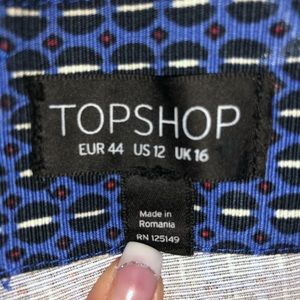 TOPSHOP
EUR 44 US 12 UK 16
Made in
Romania
RN 125149